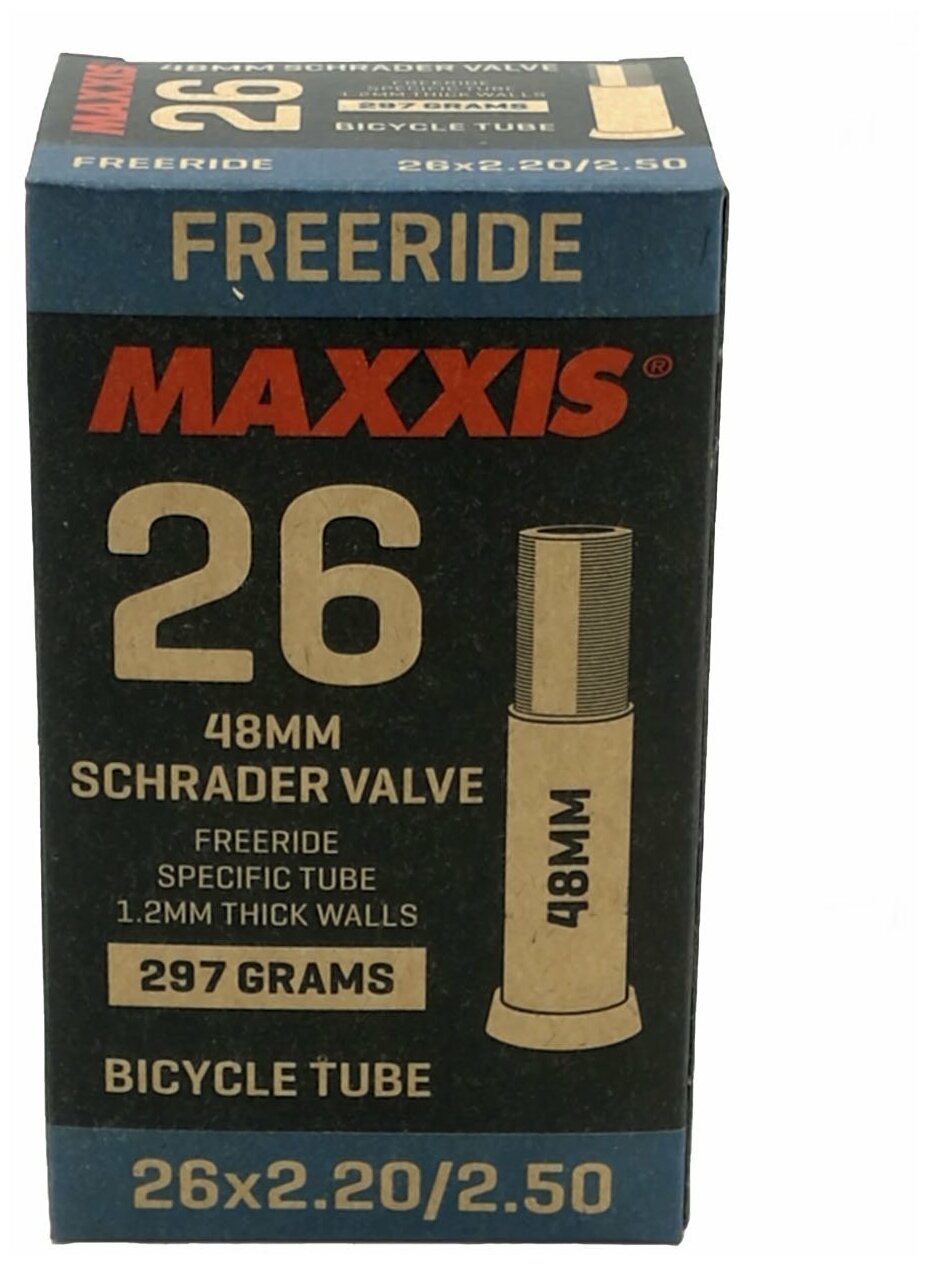 48MM SCHRADER VALVE
MAXXIS
26
FREERIDE
SPECIFIC TUBE
1.2MM THICK WALLS
297 GRAMS
BICYCLE TUBE
FREERIDE 26x2.20/2.50
FREERIDE
MAXXIS®
26
48MM
SCHRADER VALVE
FREERIDE
SPECIFIC TUBE
1.2MM THICK WALLS
297 GRAMS
48MM
BICYCLE TUBE
26x2.20/2.50